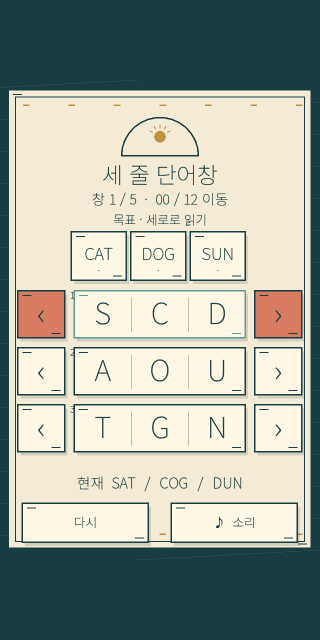 세 줄 단어창
창 1 / 5 · 00 / 12 이동
목표 · 세로로 읽기
CAT DOG SUN
1 ‹ S C D ›
2 ‹ A O U ›
3 ‹ T G N ›
현재 SAT / COG / DUN
다시 ♪ 소리